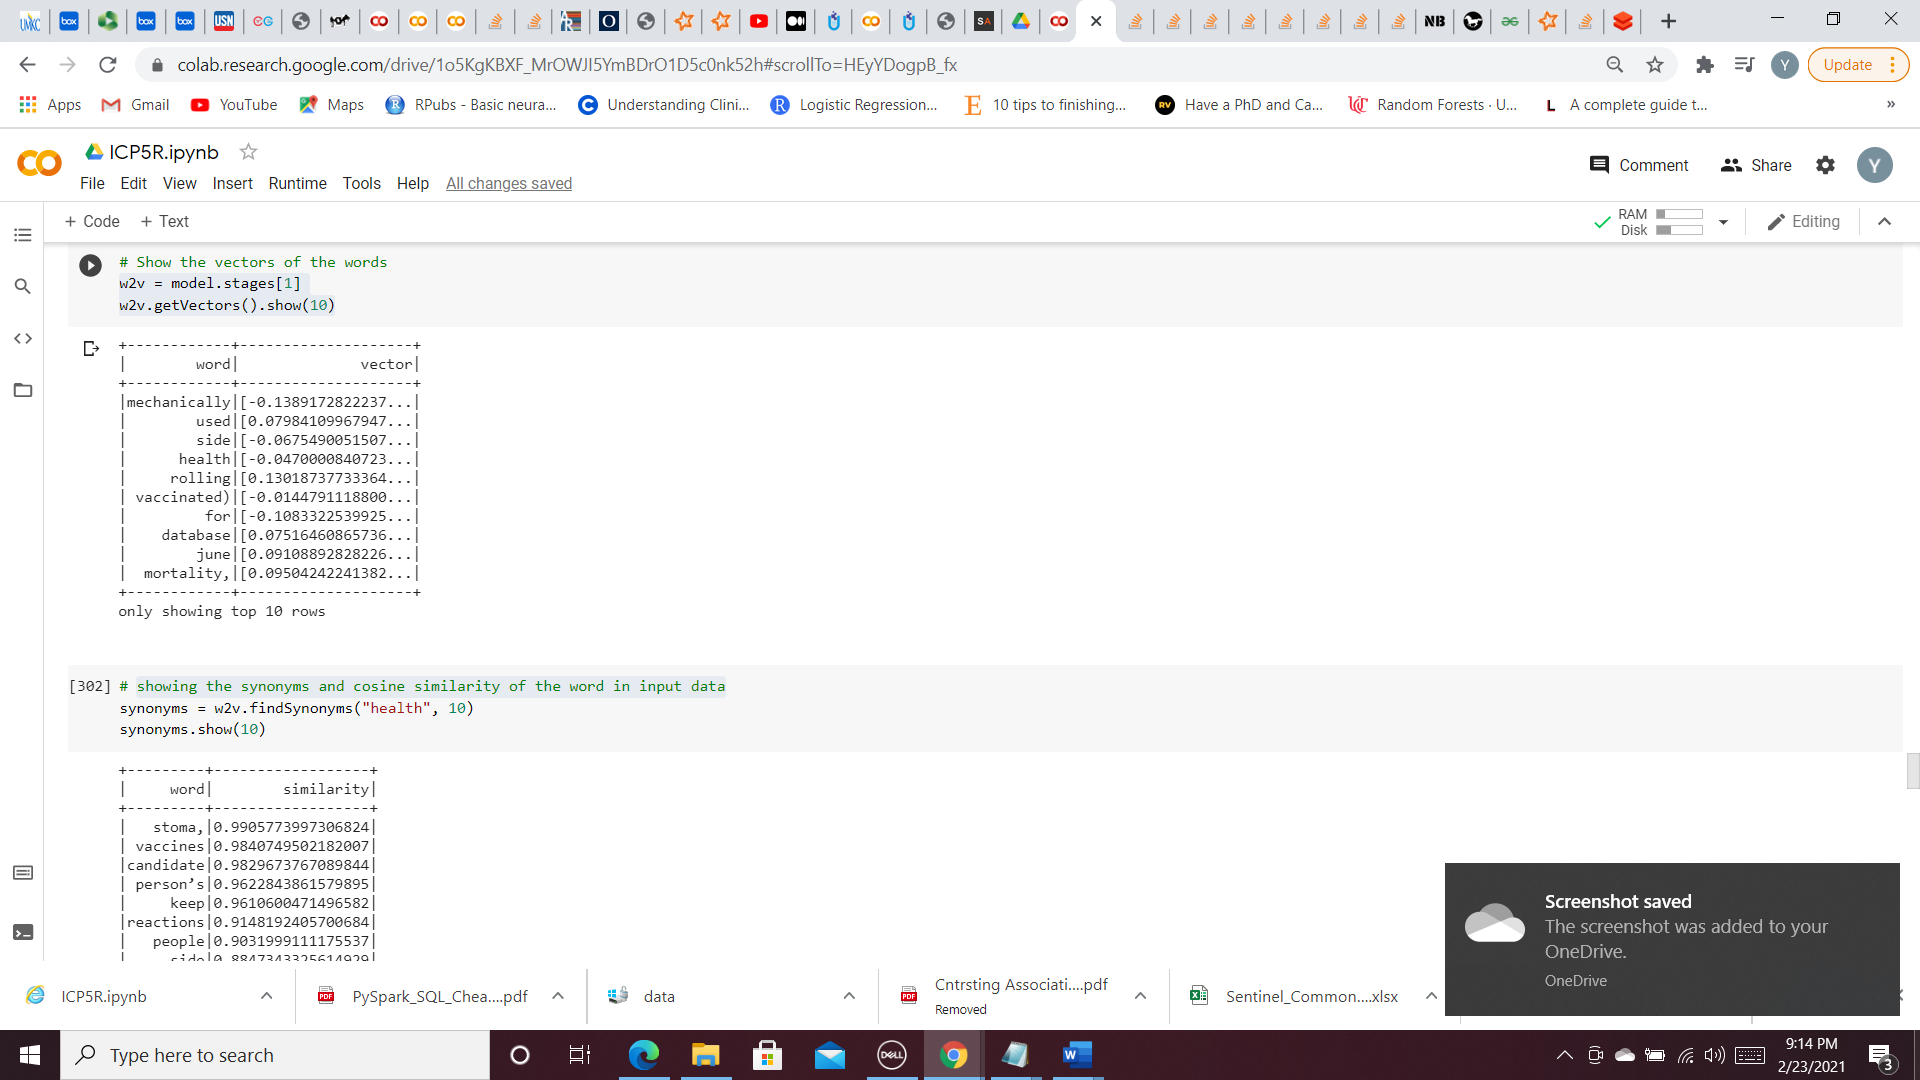 colab.research.google.com/drive/1o5KgKBXF_MrOWJI5YmBDrO1D5c0nk52h#scrollTo=HEyYDogpB_fx
Update
Apps
Gmail
YouTube
Maps
RPubs - Basic neura...
Understanding Clini...
Logistic Regression...
10 tips to finishing...
Have a PhD and Ca...
Random Forests · U...
A complete guide t...
»
ICP5R.ipynb
Comment
Share
Y
File Edit View Insert Runtime Tools Help All changes saved
+ Code + Text
RAM
Disk
Editing
# Show the vectors of the words
w2v = model.stages[1]
w2v.getVectors().show(10)
+------------+--------------------+
|        word|              vector|
+------------+--------------------+
|mechanically|[-0.1389172822237...|
|        used|[0.07984109967947...|
|        side|[-0.0675490051507...|
|      health|[-0.0470000840723...|
|     rolling|[0.13018737733364...|
| vaccinated)|[-0.0144791118800...|
|         for|[-0.1083322539925...|
|    database|[0.07516460865736...|
|        june|[0.09108892828226...|
|  mortality,|[0.09504242241382...|
+------------+--------------------+
only showing top 10 rows
[302] # showing the synonyms and cosine similarity of the word in input data
synonyms = w2v.findSynonyms("health", 10)
synonyms.show(10)
+---------+------------------+
|     word|        similarity|
+---------+------------------+
|   stoma,|0.9905773997306824|
| vaccines|0.9840749502182007|
|candidate|0.9829673767089844|
| person’s|0.9622843861579895|
|     keep|0.9610600471496582|
|reactions|0.9148192405700684|
|   people|0.9031999111175537|
|     side|0.8847343325614929|
Screenshot saved
The screenshot was added to your
OneDrive.
OneDrive
ICP5R.ipynb
PySpark_SQL_Chea....pdf
data
Cntrsting Associati....pdf
Removed
Sentinel_Common....xlsx
Type here to search
9:14 PM
2/23/2021
3